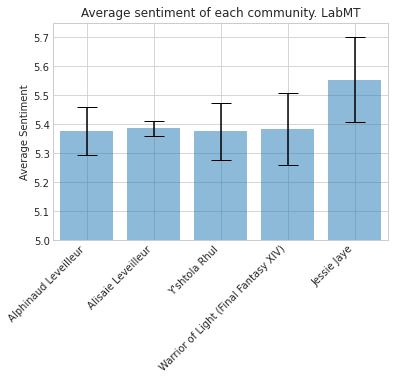 Average sentiment of each community. LabMT
Average Sentiment
5.7
5.6
5.5
5.4
5.3
5.2
5.1
5.0
Alphinaud Leveilleur
Alisaie Leveilleur
Y'shtola Rhul
Warrior of Light (Final Fantasy XIV)
Jessie Jaye